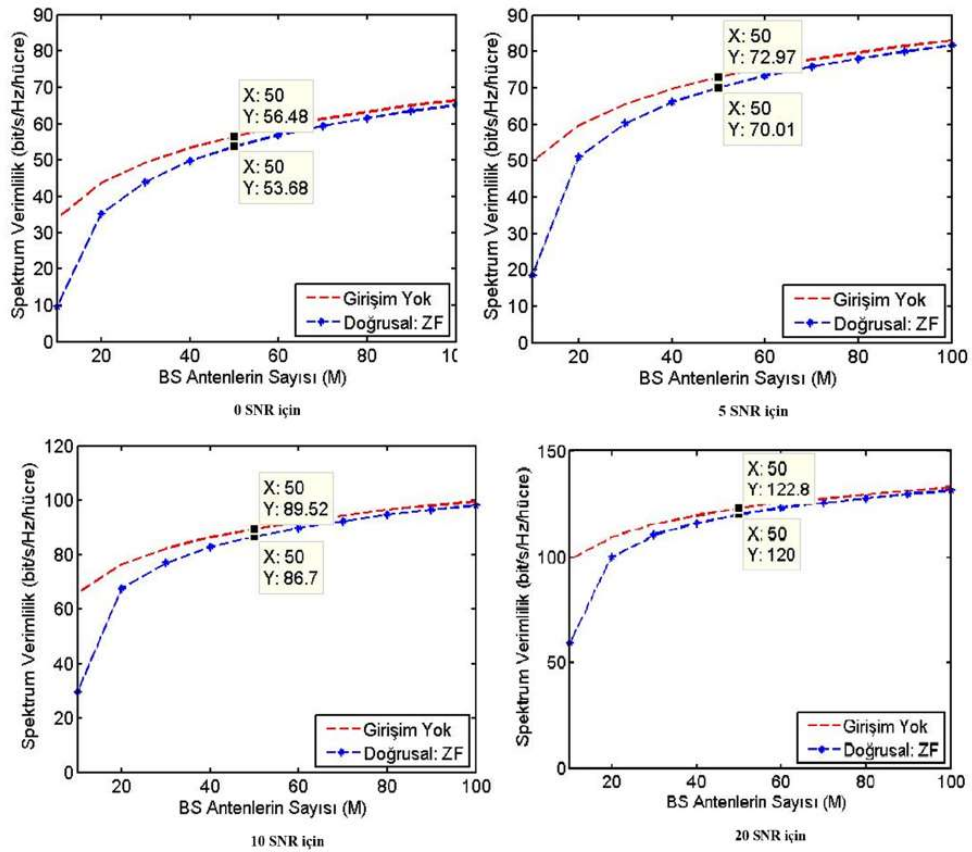 90
80
70
60
50
40
30
20
10
0
Spektrum Verimlilik (bit/s/Hz/hücre)
X: 50
Y: 56.48
X: 50
Y: 53.68
Girişim Yok
Doğrusal: ZF
20 40 60 80 10
BS Antenlerin Sayısı (M)
0 SNR için
90
80
70
60
50
40
30
20
10
0
Spektrum Verimlilik (bit/s/Hz/hücre)
X: 50
Y: 72.97
X: 50
Y: 70.01
Girişim Yok
Doğrusal: ZF
20 40 60 80 100
BS Antenlerin Sayısı (M)
5 SNR için
120
100
80
60
40
20
0
Spektrum Verimlilik (bit/s/Hz/hücre)
X: 50
Y: 89.52
X: 50
Y: 86.7
Girişim Yok
Doğrusal: ZF
20 40 60 80 100
BS Antenlerin Sayısı (M)
10 SNR için
150
100
50
0
Spektrum Verimlilik (bit/s/Hz/hücre)
X: 50
Y: 122.8
X: 50
Y: 120
Girişim Yok
Doğrusal: ZF
20 40 60 80 100
BS Antenlerin Sayısı (M)
20 SNR için